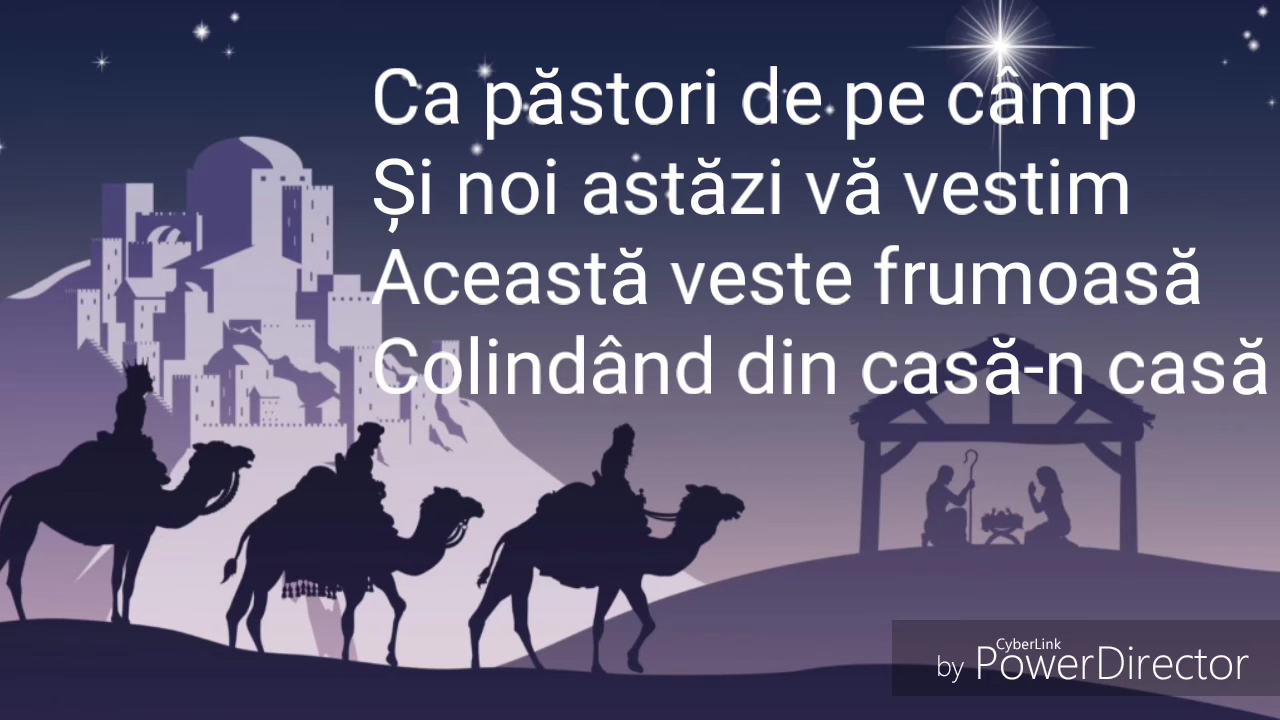 Ca păstori de pe câmp
Și noi astăzi vă vestim
Această veste frumoasă
Colindând din casă-n casă
CyberLink
by PowerDirector